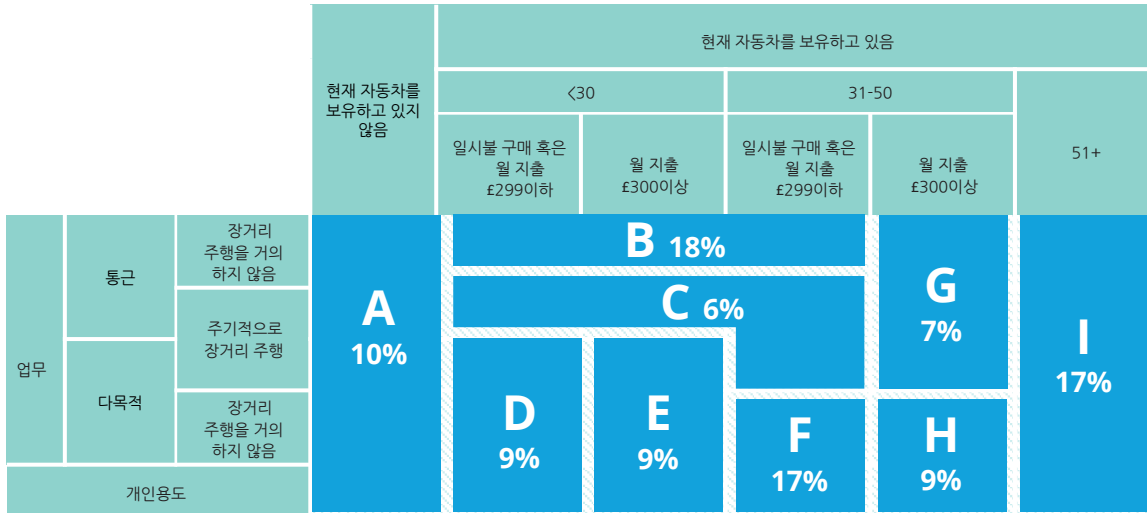 현재 자동차를
보유하고 있지
않음
현재 자동차를 보유하고 있음
<30
31-50
51+
일시불 구매 혹은
월 지출
£299이하
월 지출
£300이상
일시불 구매 혹은
월 지출
£299이하
월 지출
£300이상
업무
통근
다목적
장거리
주행을 거의
하지 않음
주기적으로
장거리 주행
장거리
주행을 거의
하지 않음
개인용도
A
10%
B 18%
C 6%
D
9%
E
9%
F
17%
G
7%
H
9%
I
17%